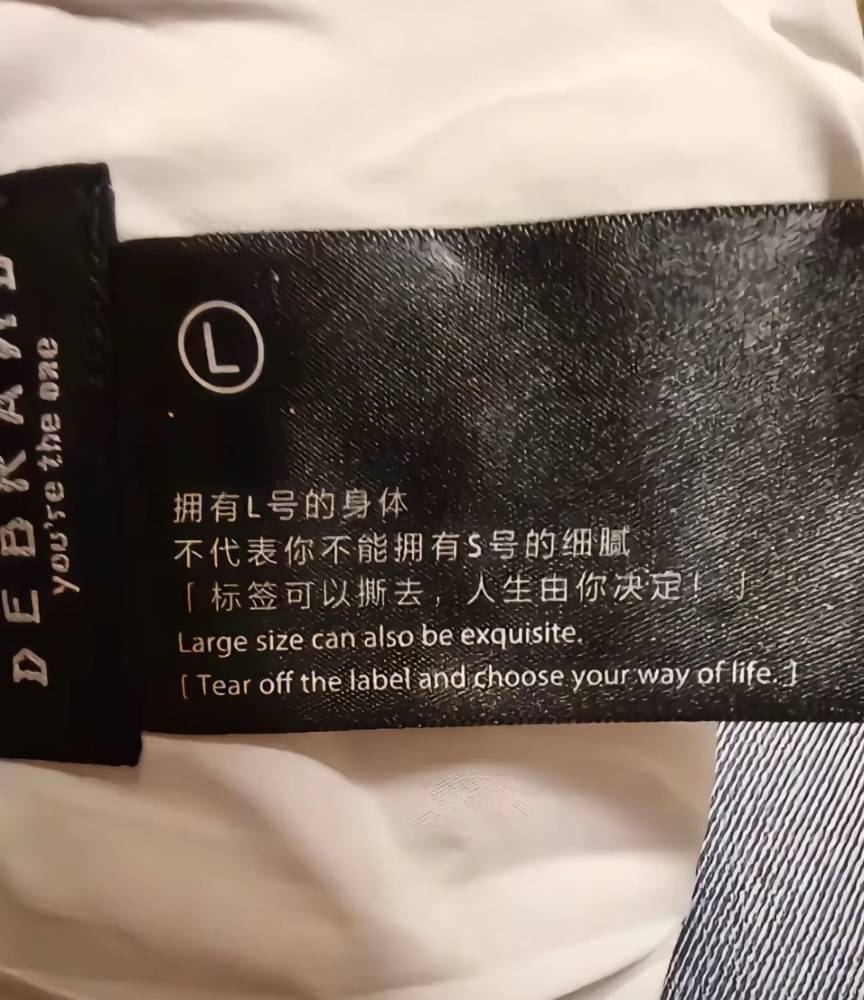 DEBRAND
you're the one
L
拥有L号的身体
不代表你不能拥有S号的细腻
「标签可以撕去，人生由你决定！」
Large size can also be exquisite.
[ Tear off the label and choose your way of life. ]